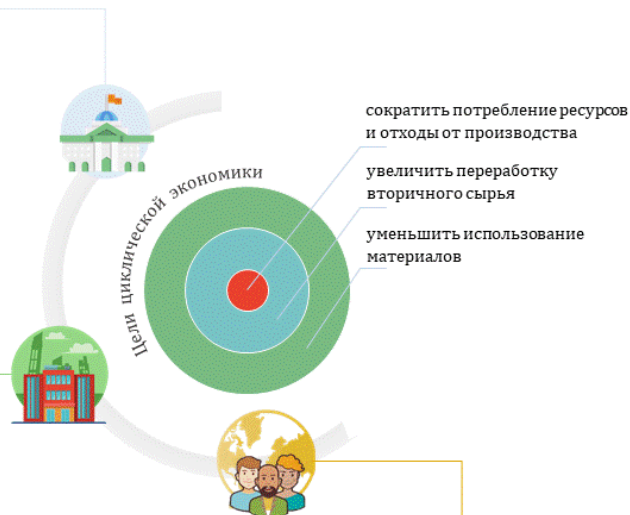 Цели циклической экономики
сократить потребление ресурсов
и отходы от производства
увеличить переработку
вторичного сырья
уменьшить использование
материалов